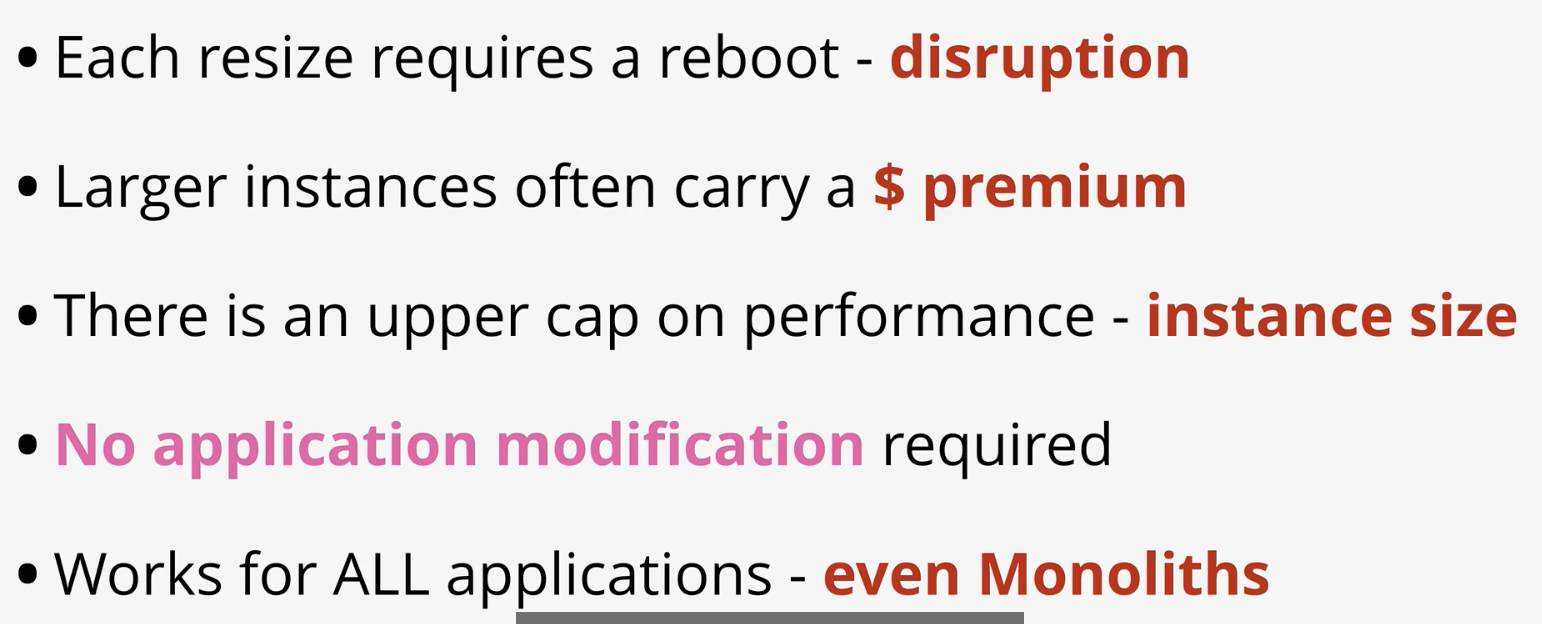 • Each resize requires a reboot - disruption
• Larger instances often carry a $ premium
• There is an upper cap on performance - instance size
• No application modification required
• Works for ALL applications - even Monoliths